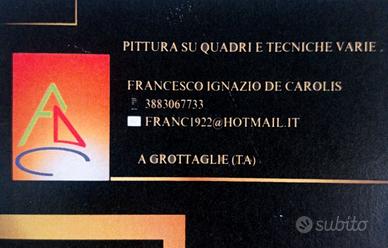 PITTURA SU QUADRI E TECNICHE VARIE
FRANCESCO IGNAZIO DE CAROLIS
3883067733
FRANC1922@HOTMAIL.IT
A GROTTAGLIE (TA)
subito